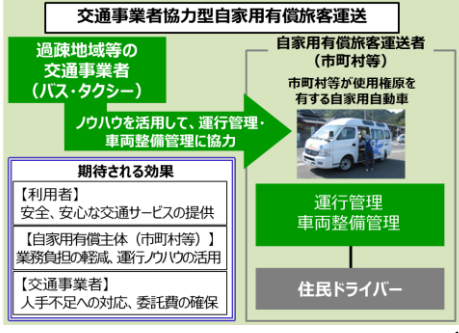 交通事業者協力型自家用有償旅客運送
過疎地域等の
交通事業者
（バス・タクシー）
ノウハウを活用して、運行管理・
車両整備管理に協力
自家用有償旅客運送者
（市町村等）
市町村等が使用権原を
有する自家用自動車
運行管理
車両整備管理
住民ドライバー
期待される効果
【利用者】
安全、安心な交通サービスの提供
【自家用有償主体（市町村等）】
業務負担の軽減、運行ノウハウの活用
【交通事業者】
人手不足への対応、委託費の確保